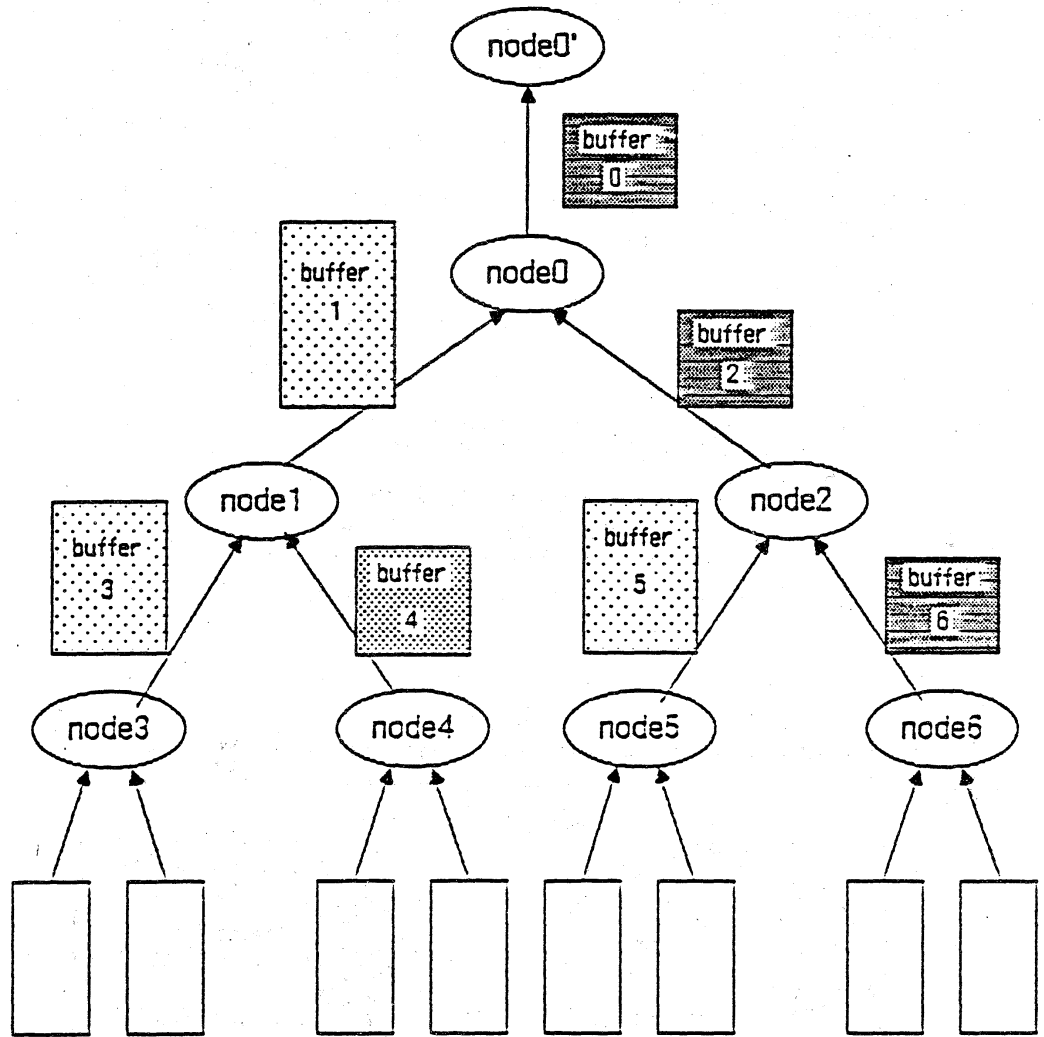 node0'
buffer
0
buffer
1
node0
buffer
2
node1
node2
buffer
3
buffer
4
buffer
5
buffer
6
node3
node4
node5
node6